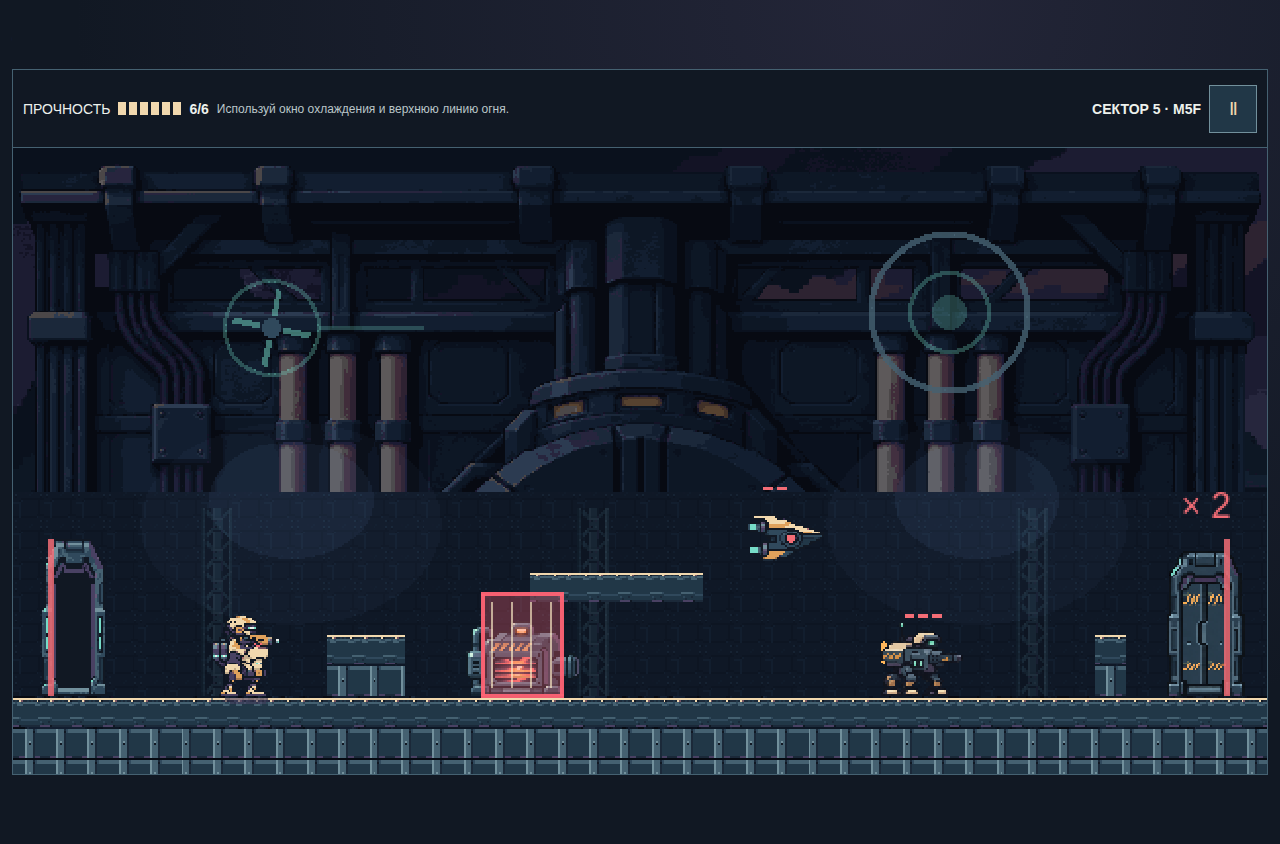 ПРОЧНОСТЬ 6/6 Используй окно охлаждения и верхнюю линию огня.
СЕКТОР 5 · M5F
× 2